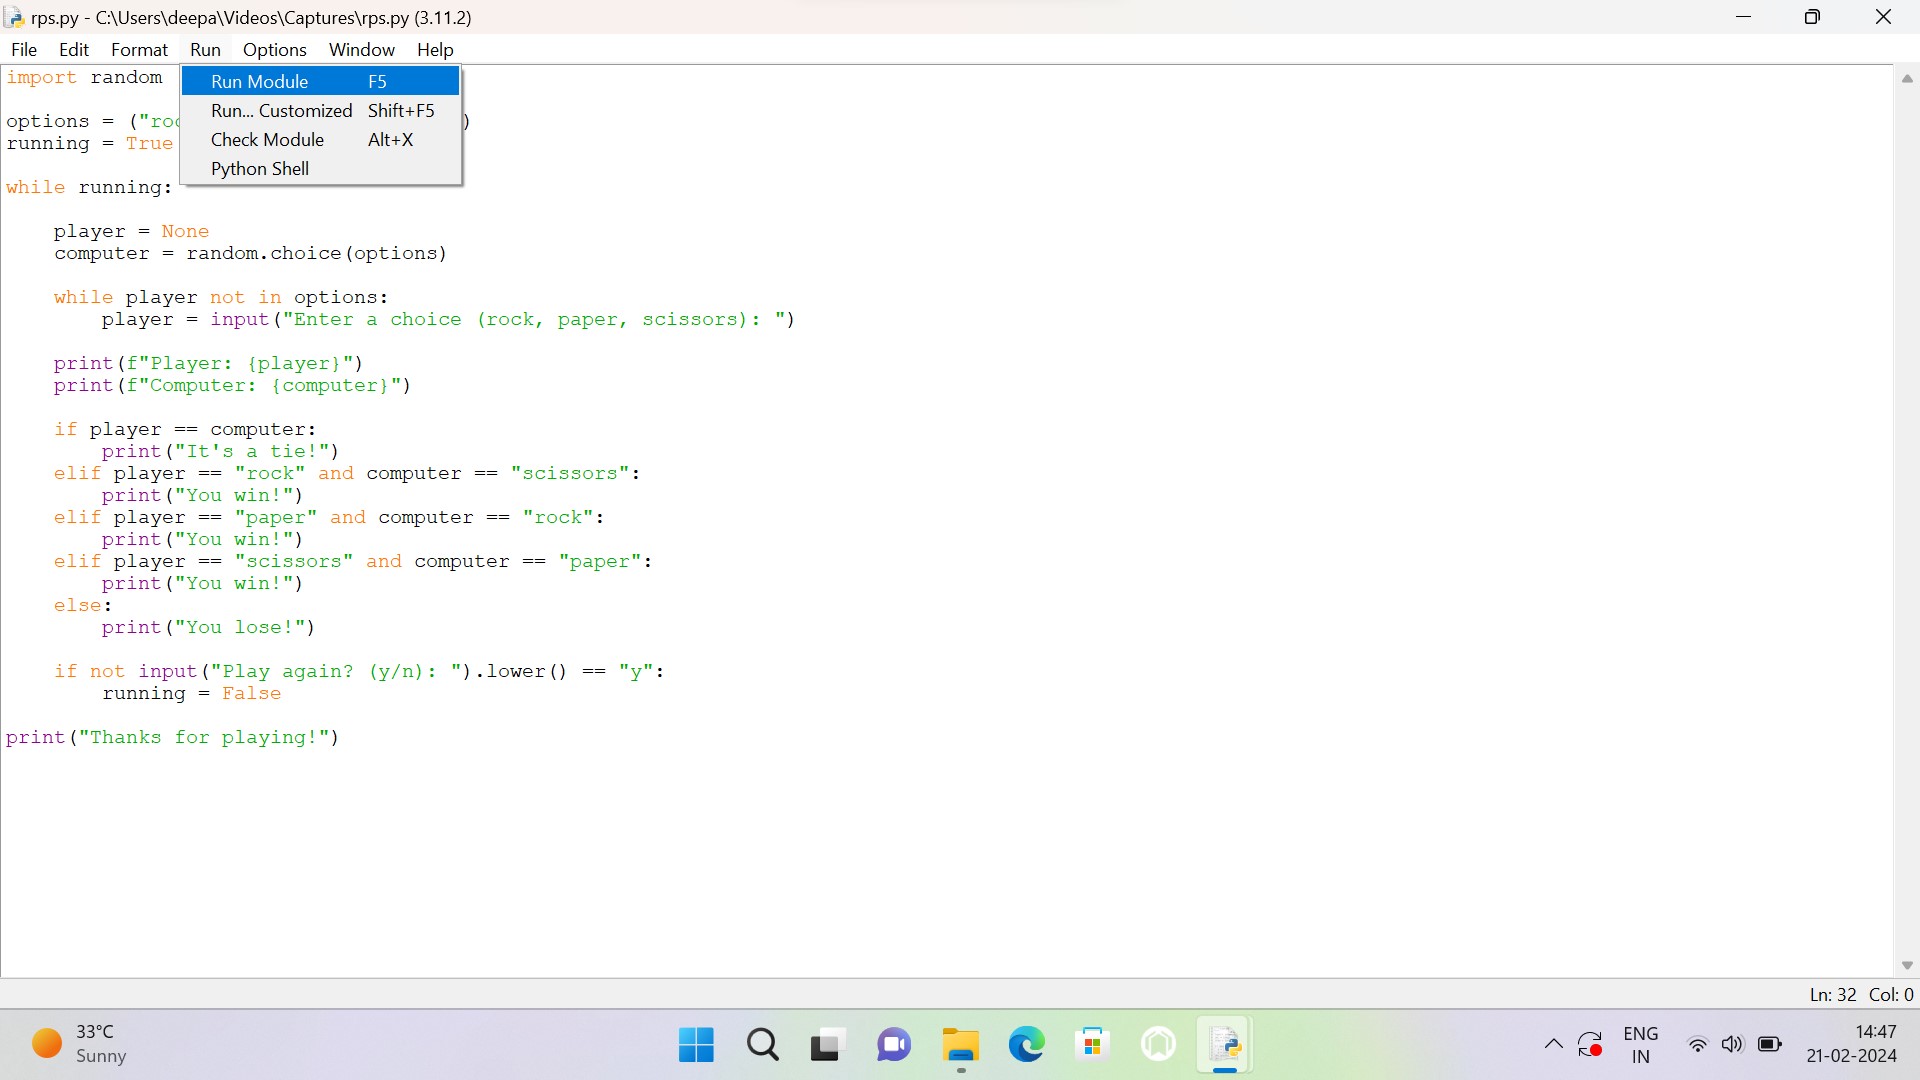 rps.py - C:\Users\deepa\Videos\Captures\rps.py (3.11.2)
File Edit Format Run Options Window Help
Run Module F5
Run... Customized Shift+F5
Check Module Alt+X
Python Shell
import random
options = (" )
running = True
while running:
player = None
computer = random.choice(options)
while player not in options:
player = input("Enter a choice (rock, paper, scissors): ")
print(f"Player: {player}")
print(f"Computer: {computer}")
if player == computer:
print("It's a tie!")
elif player == "rock" and computer == "scissors":
print("You win!")
elif player == "paper" and computer == "rock":
print("You win!")
elif player == "scissors" and computer == "paper":
print("You win!")
else:
print("You lose!")
if not input("Play again? (y/n): ").lower() == "y":
running = False
print("Thanks for playing!")
Ln: 32 Col: 0
33°C
Sunny
ENG
IN
14:47
21-02-2024